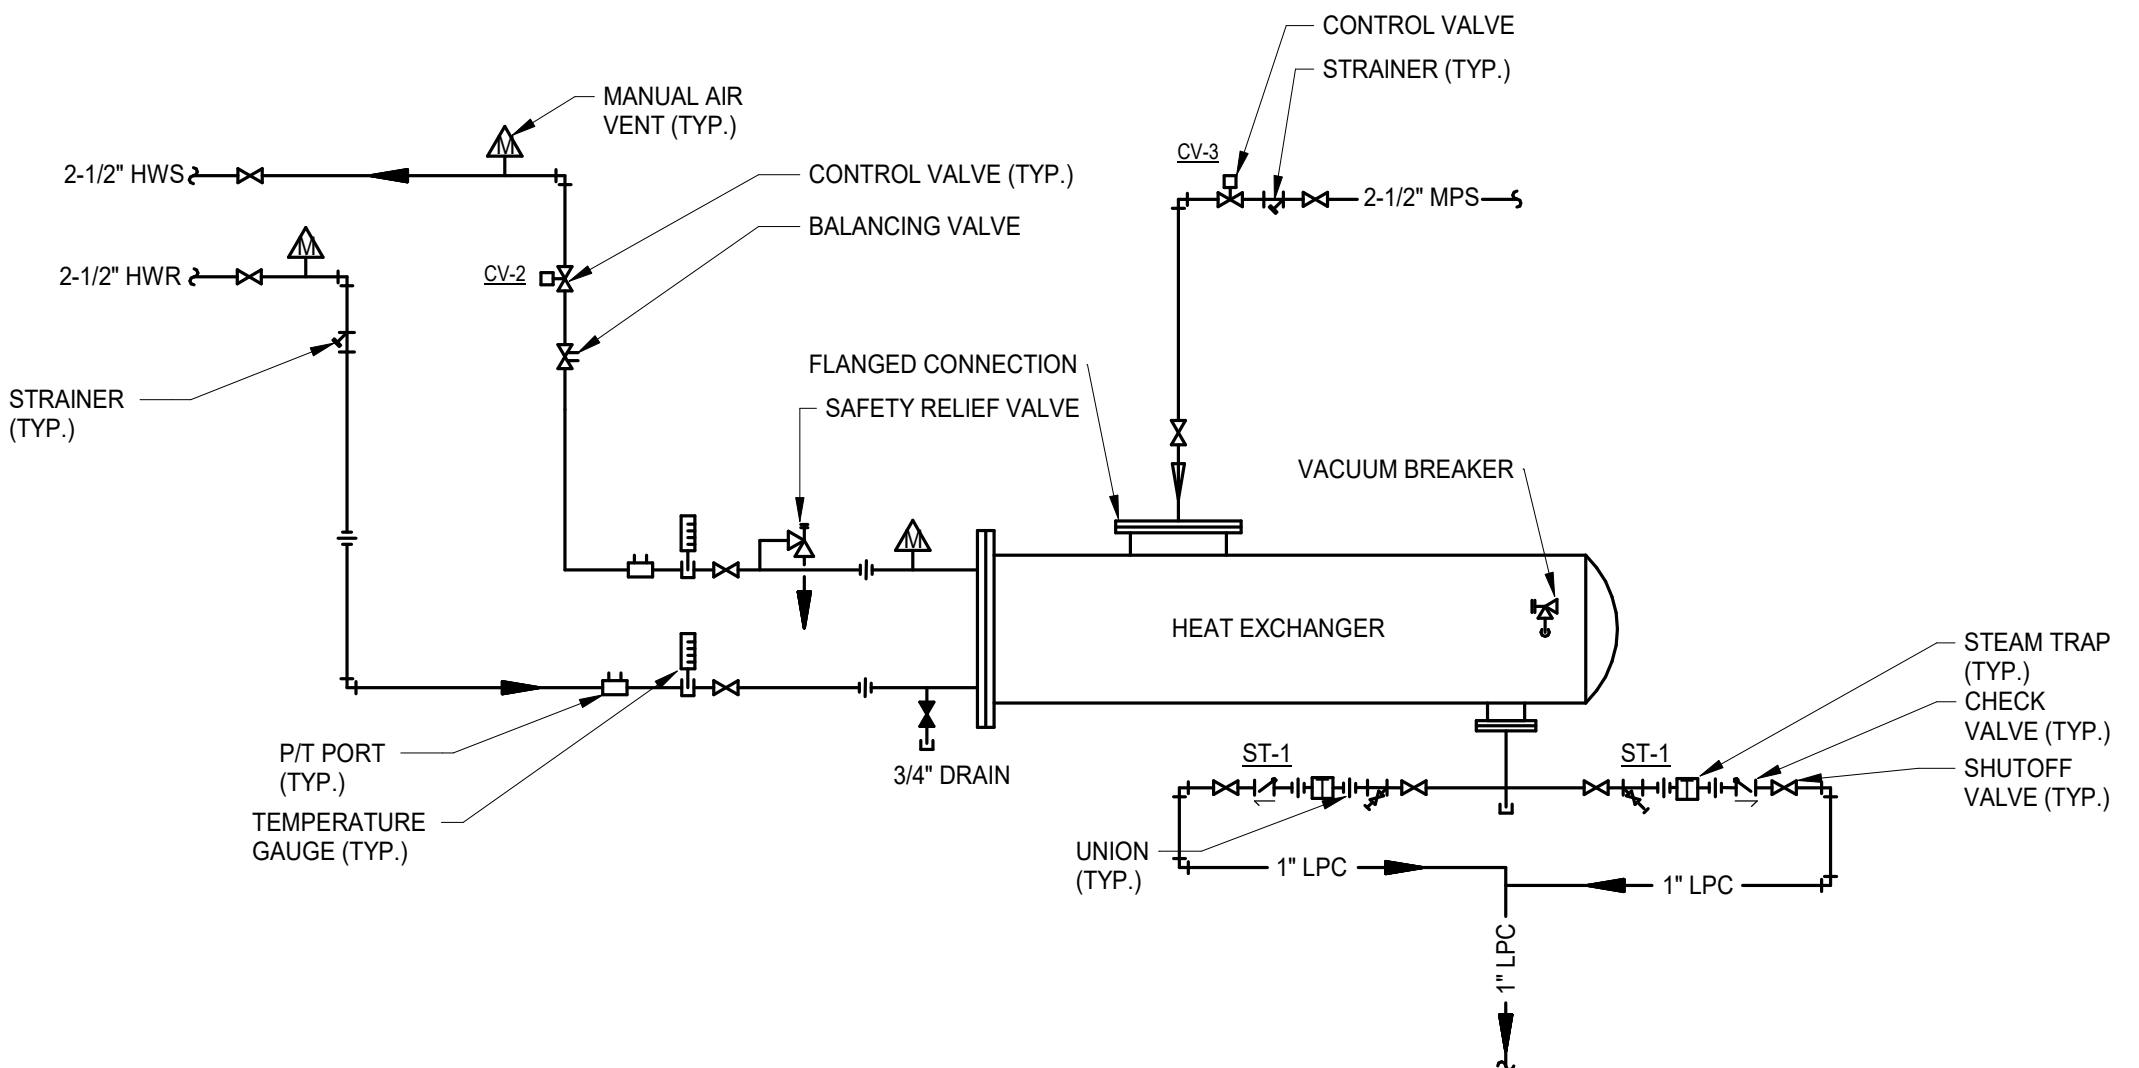 CONTROL VALVE
STRAINER (TYP.)
MANUAL AIR
VENT (TYP.)
CV-3
2-1/2" HWS
CONTROL VALVE (TYP.)
2-1/2" MPS
BALANCING VALVE
M
M
2-1/2" HWR
CV-2
FLANGED CONNECTION
STRAINER
(TYP.)
SAFETY RELIEF VALVE
VACUUM BREAKER
M
HEAT EXCHANGER
STEAM TRAP
(TYP.)
CHECK
VALVE (TYP.)
SHUTOFF
VALVE (TYP.)
P/T PORT
(TYP.)
3/4" DRAIN
ST-1
ST-1
TEMPERATURE
GAUGE (TYP.)
UNION
(TYP.)
1" LPC
1" LPC
1" LPC